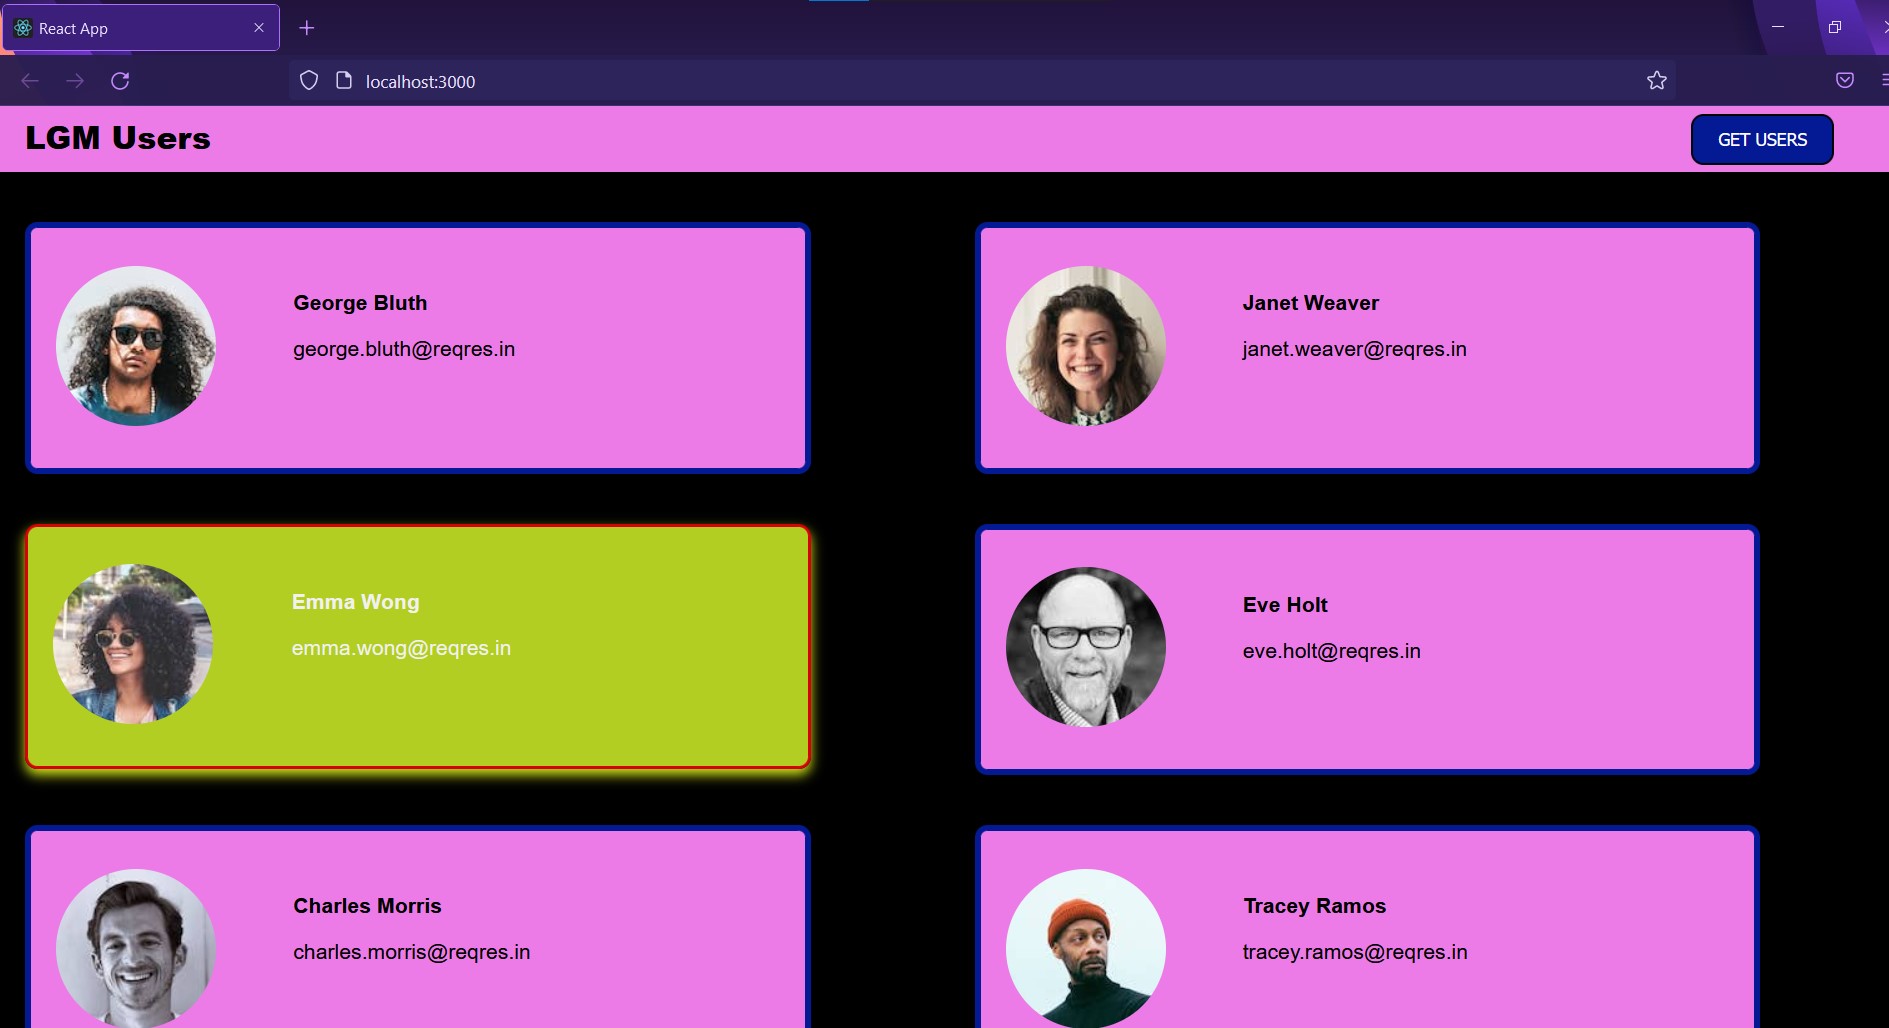 React App
localhost:3000
LGM Users
GET USERS
George Bluth
george.bluth@reqres.in
Janet Weaver
janet.weaver@reqres.in
Emma Wong
emma.wong@reqres.in
Eve Holt
eve.holt@reqres.in
Charles Morris
charles.morris@reqres.in
Tracey Ramos
tracey.ramos@reqres.in